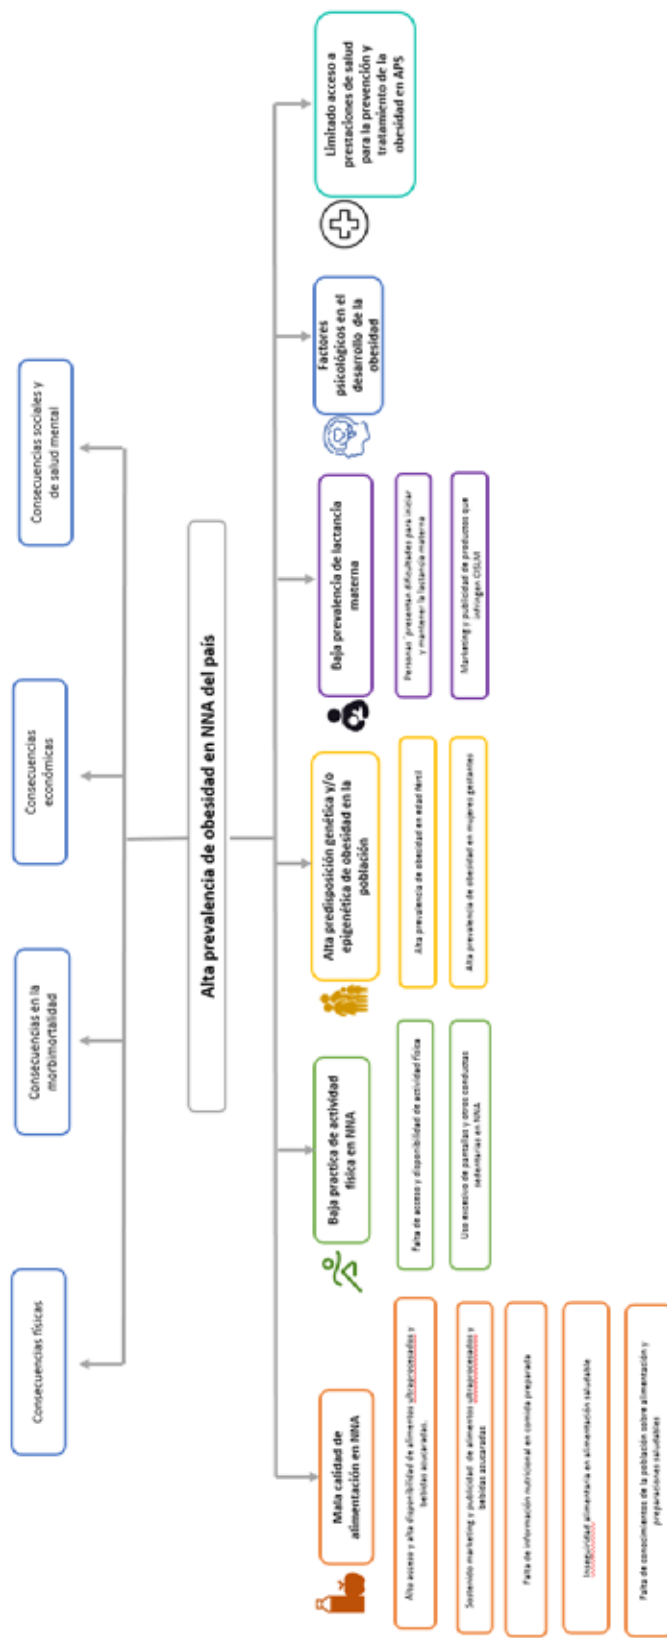 Consecuencias físicas
Consecuencias en la
morbimortalidad
Consecuencias
económicas
Consecuencias sociales y
de salud mental
Alta prevalencia de obesidad en NNA del país
Mala calidad de
alimentación en NNA
Alto acceso y alta disponibilidad de alimentos ultraprocesados y
bebidas azucaradas.
Sostenido marketing y publicidad de alimentos ultraprocesados y
bebidas azucaradas
Falta de información nutricional en comida preparada
Inseguridad alimentaria en alimentación saludable
Falta de conocimientos de la población sobre alimentación y
preparaciones saludables
Baja practica de actividad
física en NNA
Falta de acceso y disponibilidad de actividad física
Uso excesivo de pantallas y otros conductas
sedentarias en NNA
Alta predisposición genética y/o
epigenética de obesidad en la
población
Alta prevalencia de obesidad en edad fértil
Alta prevalencia de obesidad en mujeres gestantes
Baja prevalencia de lactancia
materna
Personas presentan dificultades para iniciar
y mantener la lactancia materna
Marketing y publicidad de productos que
infringen CISLM
Factores
psicológicos en el
desarrollo de la
obesidad
Limitado acceso a
prestaciones de salud
para la prevención y
tratamiento de la
obesidad en APS